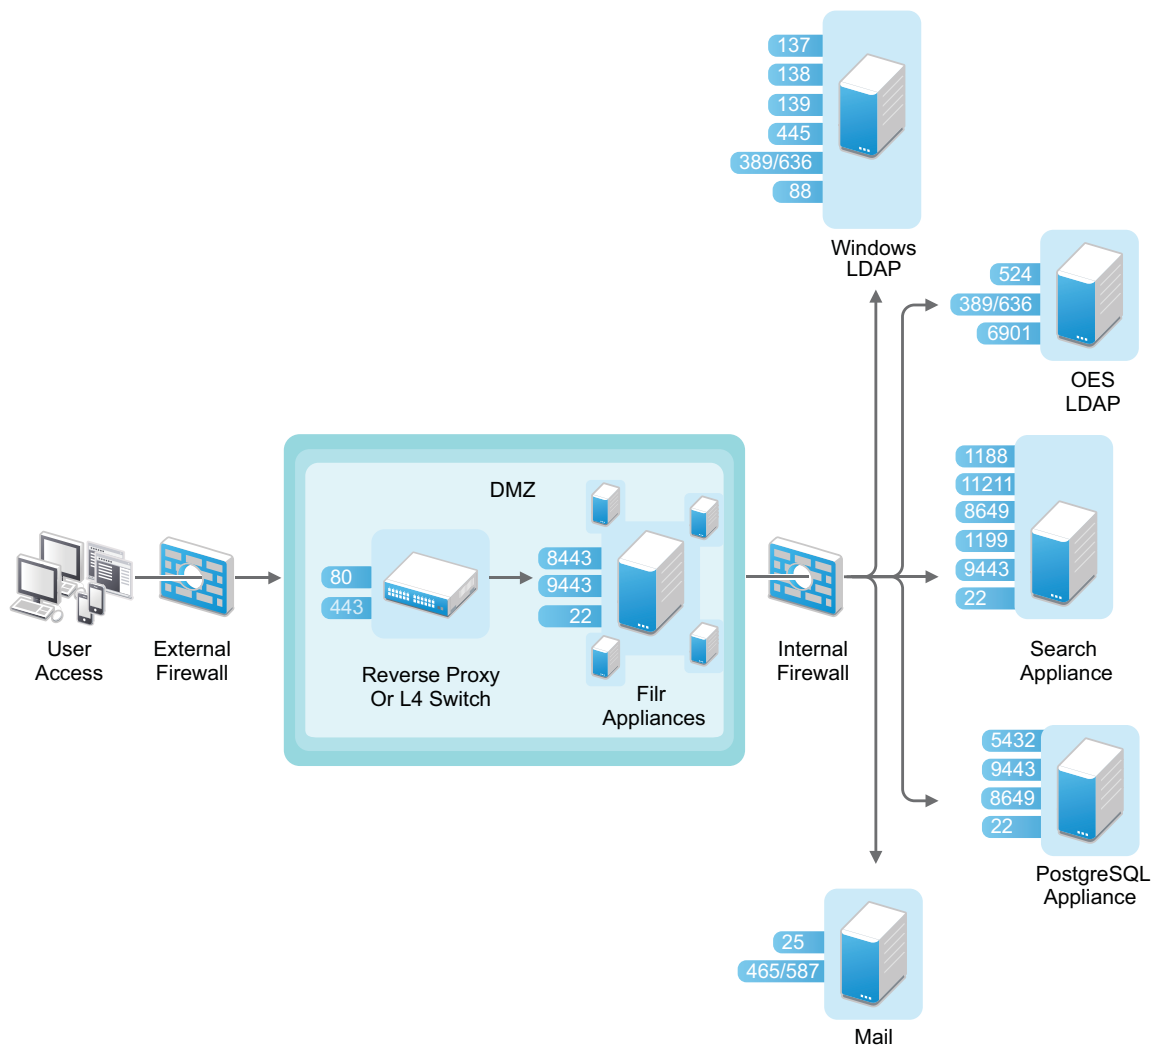 137
138
139
445
389/636
88
Windows
LDAP
524
389/636
6901
OES
LDAP
DMZ
80
443
Reverse Proxy
Or L4 Switch
8443
9443
22
Filr
Appliances
User
Access
External
Firewall
Internal
Firewall
1188
11211
8649
1199
9443
22
Search
Appliance
5432
9443
8649
22
PostgreSQL
Appliance
25
465/587
Mail